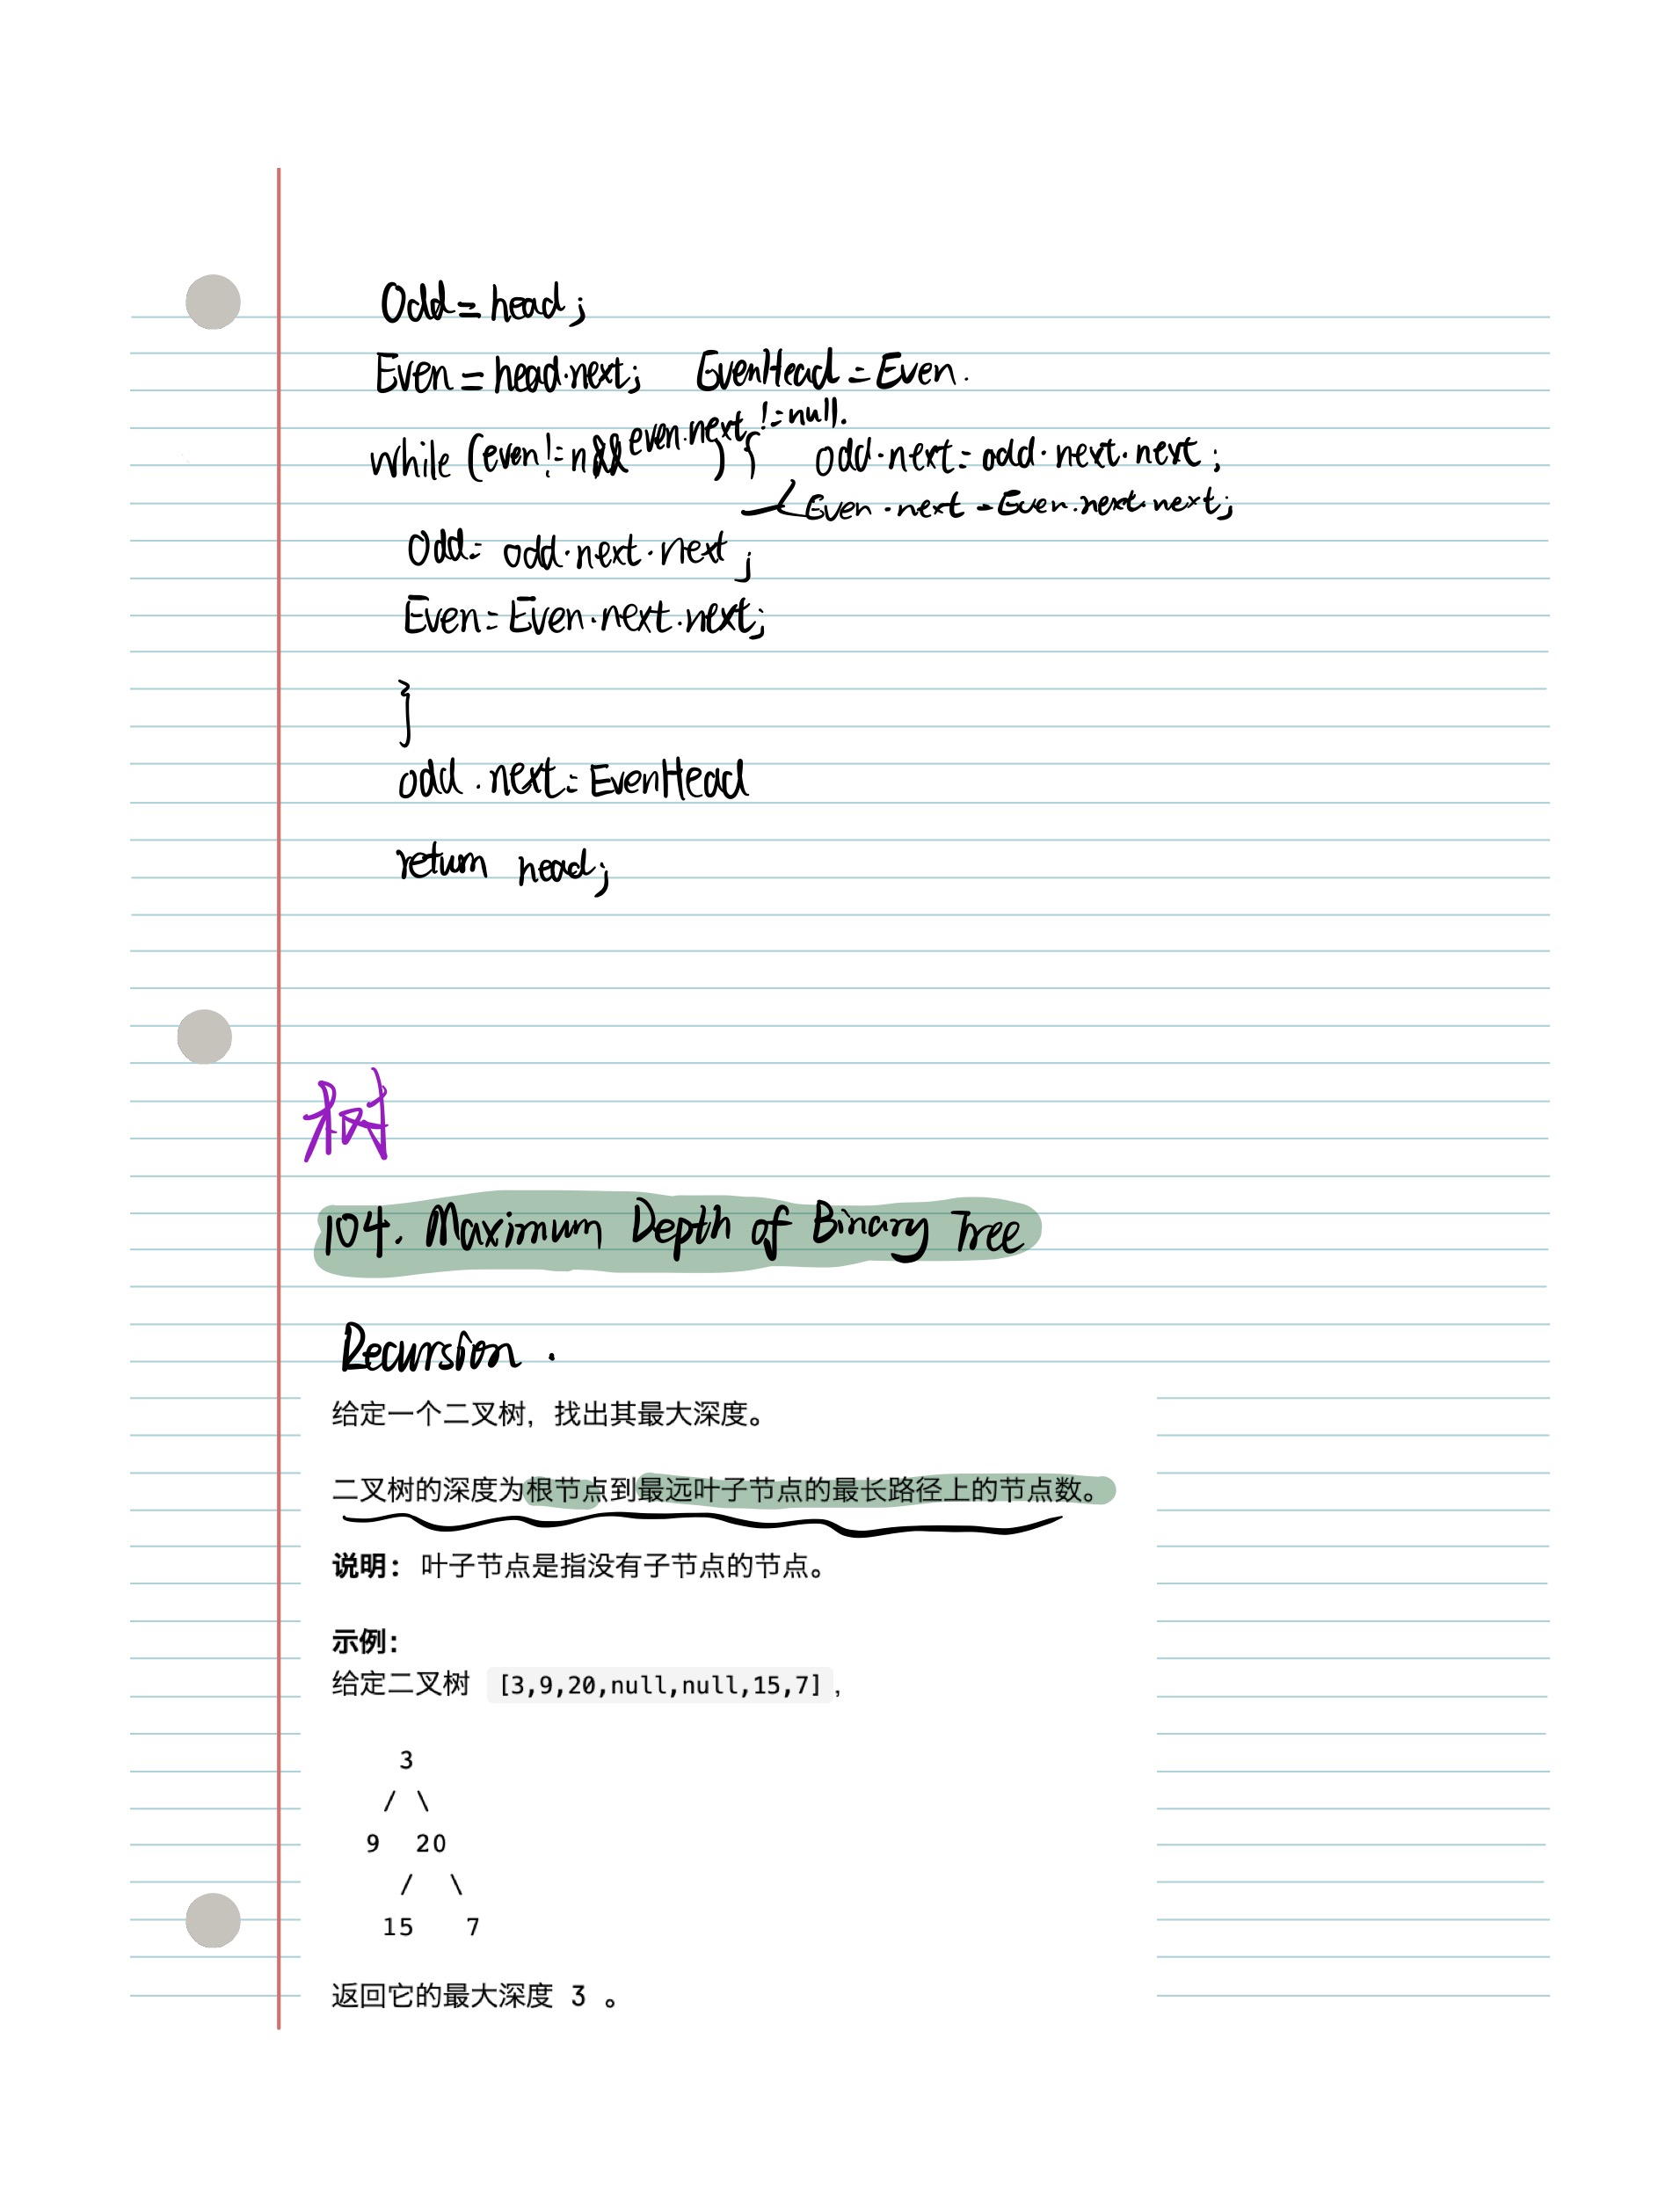 Odd = head;
Even = head.next; EvenHead = Even.
while (even != n && even.next != null. ) { odd.next = odd.next.next;
Even.next = Even.next.next;
Odd = odd.next.next;
Even = Even.next.next;
}
odd.next = EvenHead
return head;
树
104. Maximum Depth of Binary Tree
Recursion.
给定一个二叉树，找出其最大深度。
二叉树的深度为根节点到最远叶子节点的最长路径上的节点数。
说明：叶子节点是指没有子节点的节点。
示例：
给定二叉树 [3,9,20,null,null,15,7]，
3
/ \
9 20
/ \
15 7
返回它的最大深度 3 。